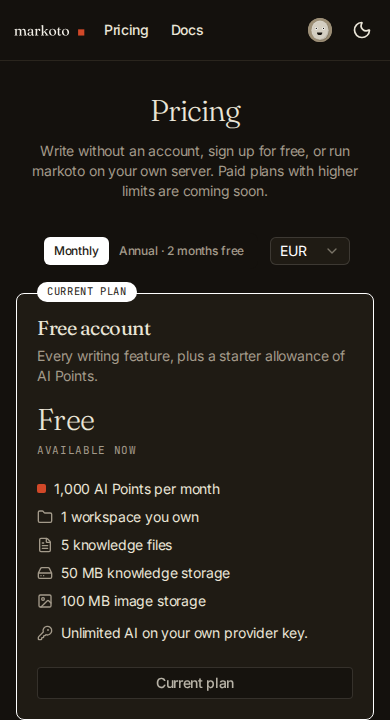 markoto
Pricing
Docs
Pricing
Write without an account, sign up for free, or run
markoto on your own server. Paid plans with higher
limits are coming soon.
Monthly
Annual · 2 months free
EUR
CURRENT PLAN
Free account
Every writing feature, plus a starter allowance of
AI Points.
Free
AVAILABLE NOW
1,000 AI Points per month
1 workspace you own
5 knowledge files
50 MB knowledge storage
100 MB image storage
Unlimited AI on your own provider key.
Current plan